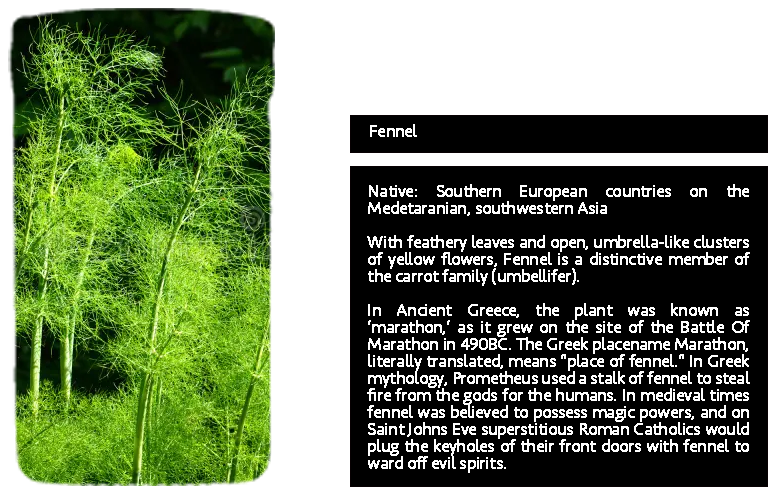 Fennel
Native: Southern European countries on the
Medetaranian, southwestern Asia
With feathery leaves and open, umbrella-like clusters
of yellow flowers, Fennel is a distinctive member of
the carrot family (umbellifer).
In Ancient Greece, the plant was known as
‘marathon,‘ as it grew on the site of the Battle Of
Marathon in 490BC. The Greek placename Marathon,
literally translated, means "place of fennel." In Greek
mythology, Prometheus used a stalk of fennel to steal
fire from the gods for the humans. In medieval times
fennel was believed to possess magic powers, and on
Saint Johns Eve superstitious Roman Catholics would
plug the keyholes of their front doors with fennel to
ward off evil spirits.